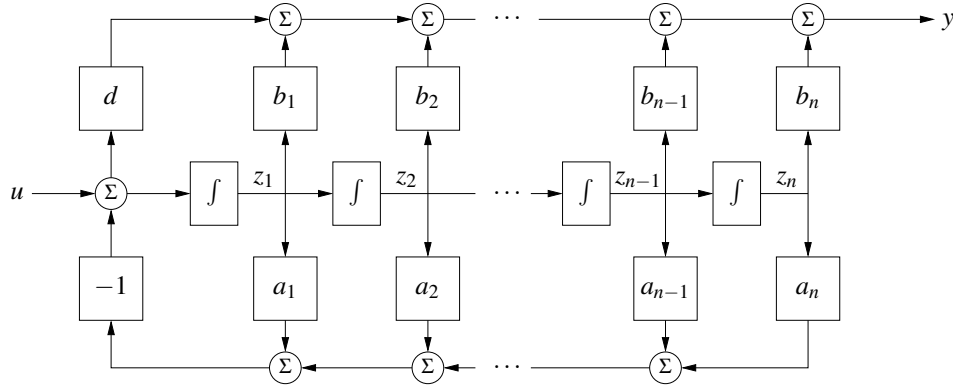 Σ Σ ⋯ Σ Σ y
d b₁ b₂ bₙ₋₁ bₙ
u Σ ∫ z₁ ∫ z₂ ⋯ ∫ zₙ₋₁ ∫ zₙ
−1 a₁ a₂ aₙ₋₁ aₙ
Σ Σ ⋯ Σ